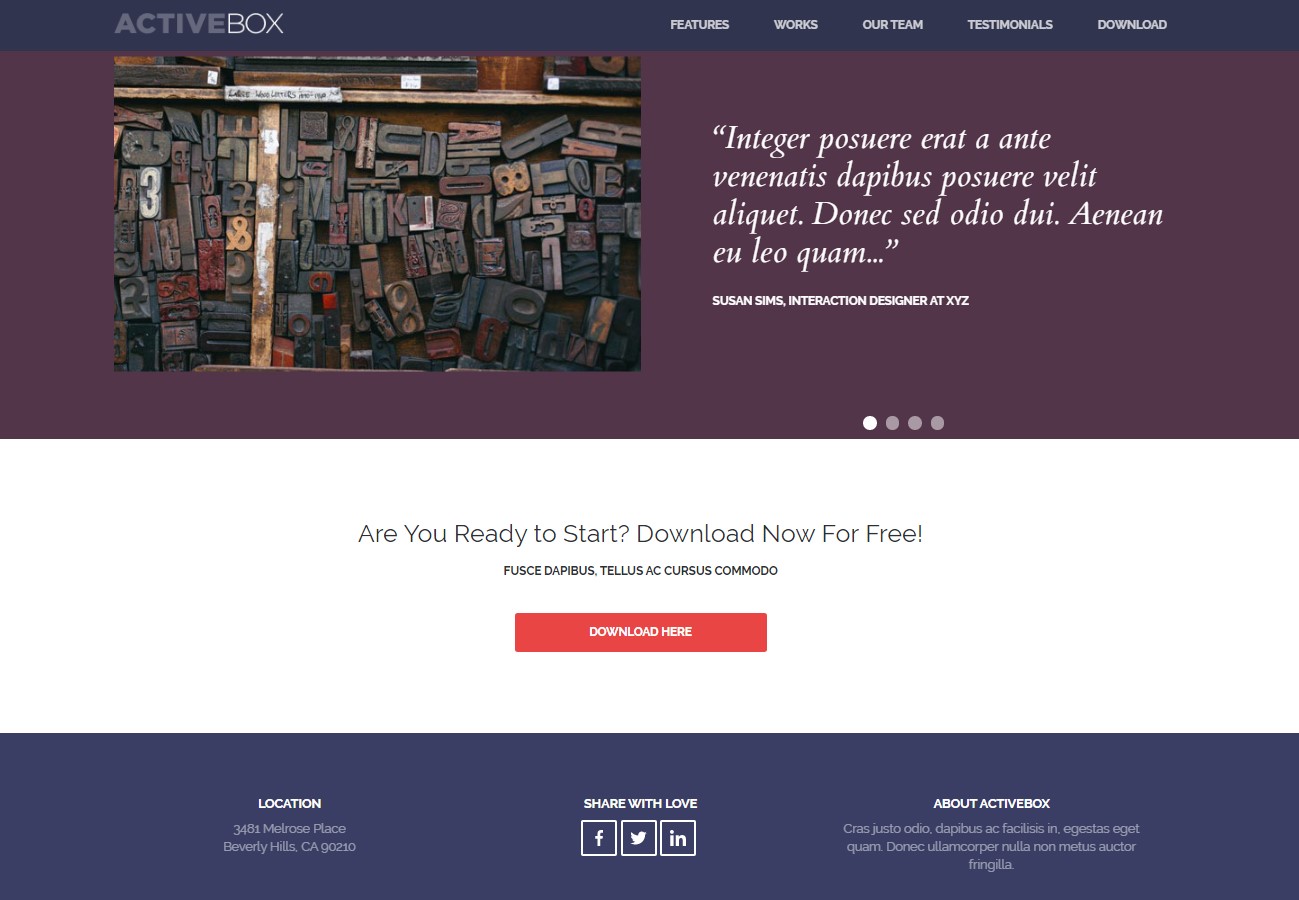 ACTIVEBOX
FEATURES WORKS OUR TEAM TESTIMONIALS DOWNLOAD
“Integer posuere erat a ante
venenatis dapibus posuere velit
aliquet. Donec sed odio dui. Aenean
eu leo quam...”
SUSAN SIMS, INTERACTION DESIGNER AT XYZ
Are You Ready to Start? Download Now For Free!
FUSCE DAPIBUS, TELLUS AC CURSUS COMMODO
DOWNLOAD HERE
LOCATION
3481 Melrose Place
Beverly Hills, CA 90210
SHARE WITH LOVE
f
in
ABOUT ACTIVEBOX
Cras justo odio, dapibus ac facilisis in, egestas eget
quam. Donec ullamcorper nulla non metus auctor
fringilla.